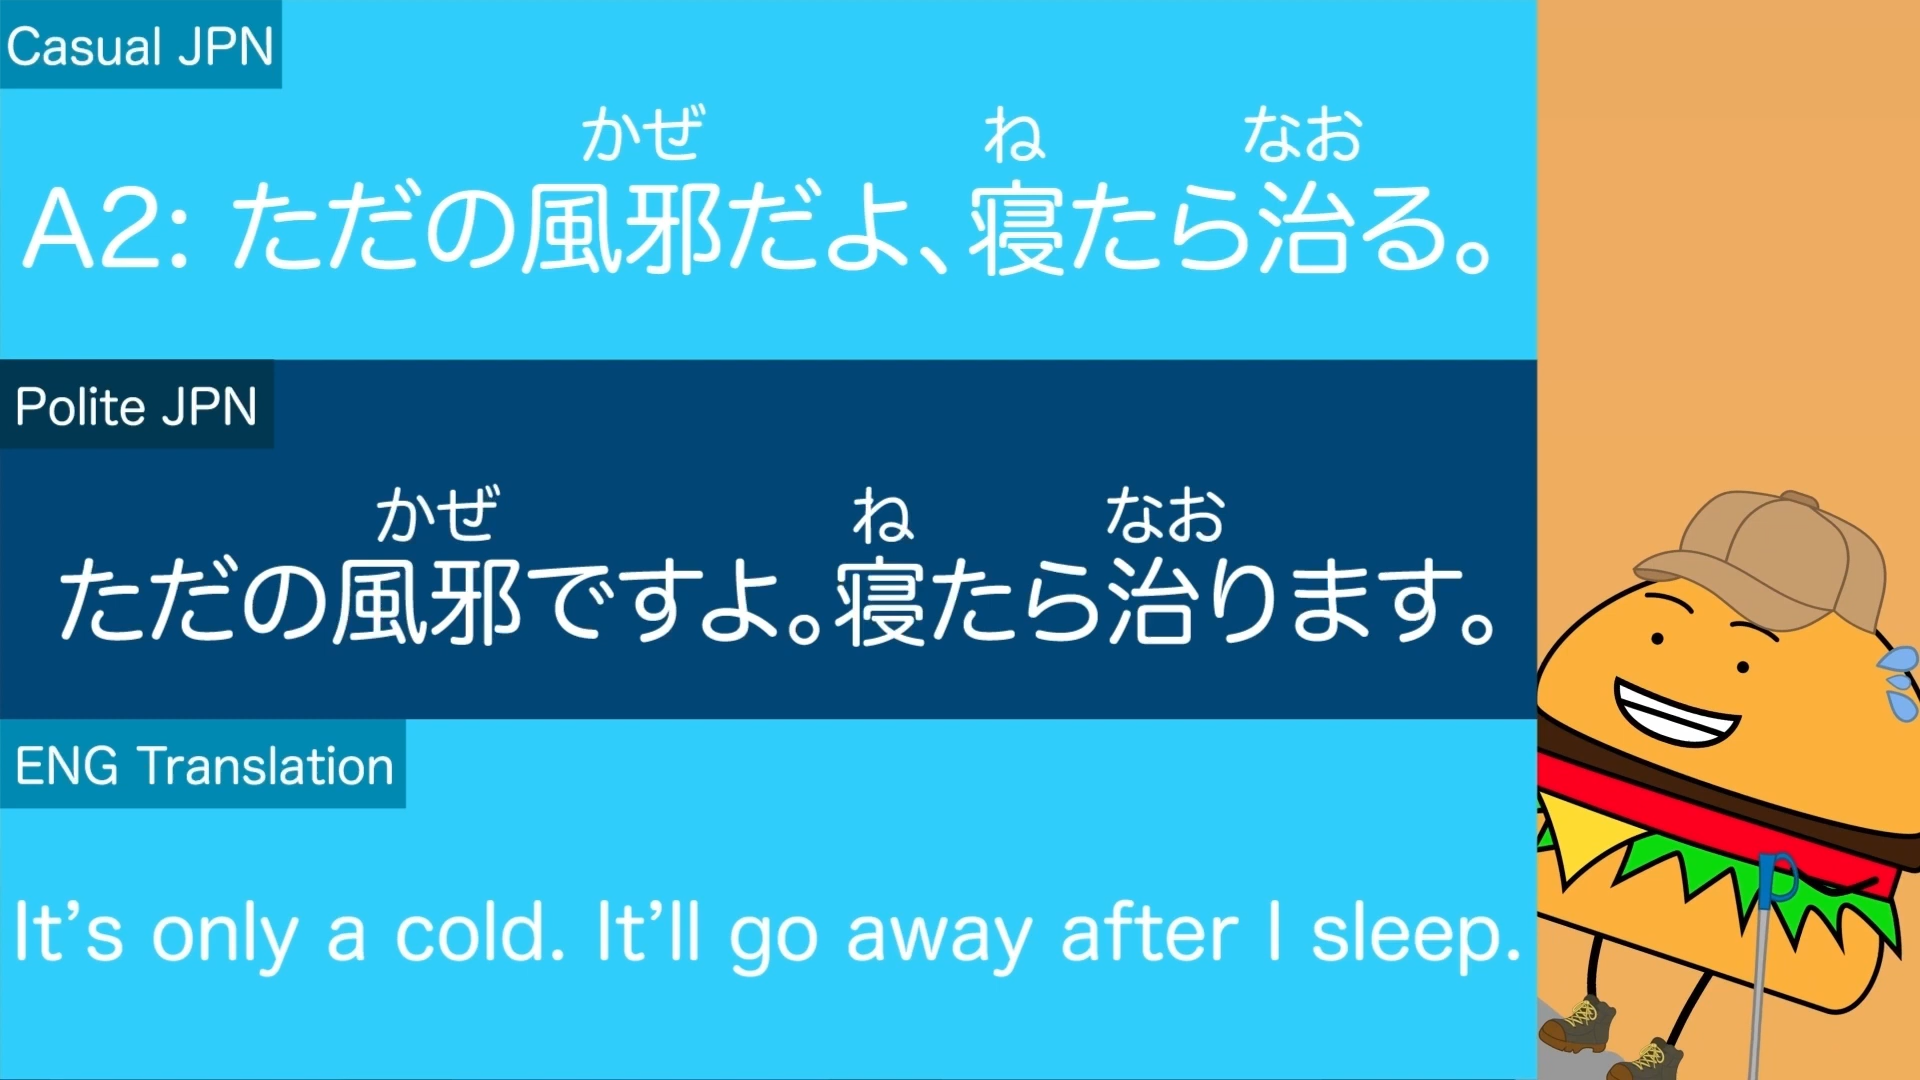 Casual JPN
かぜ ね なお
A2: ただの風邪だよ、寝たら治る。
Polite JPN
かぜ ね なお
ただの風邪ですよ。寝たら治ります。
ENG Translation
It’s only a cold. It’ll go away after I sleep.